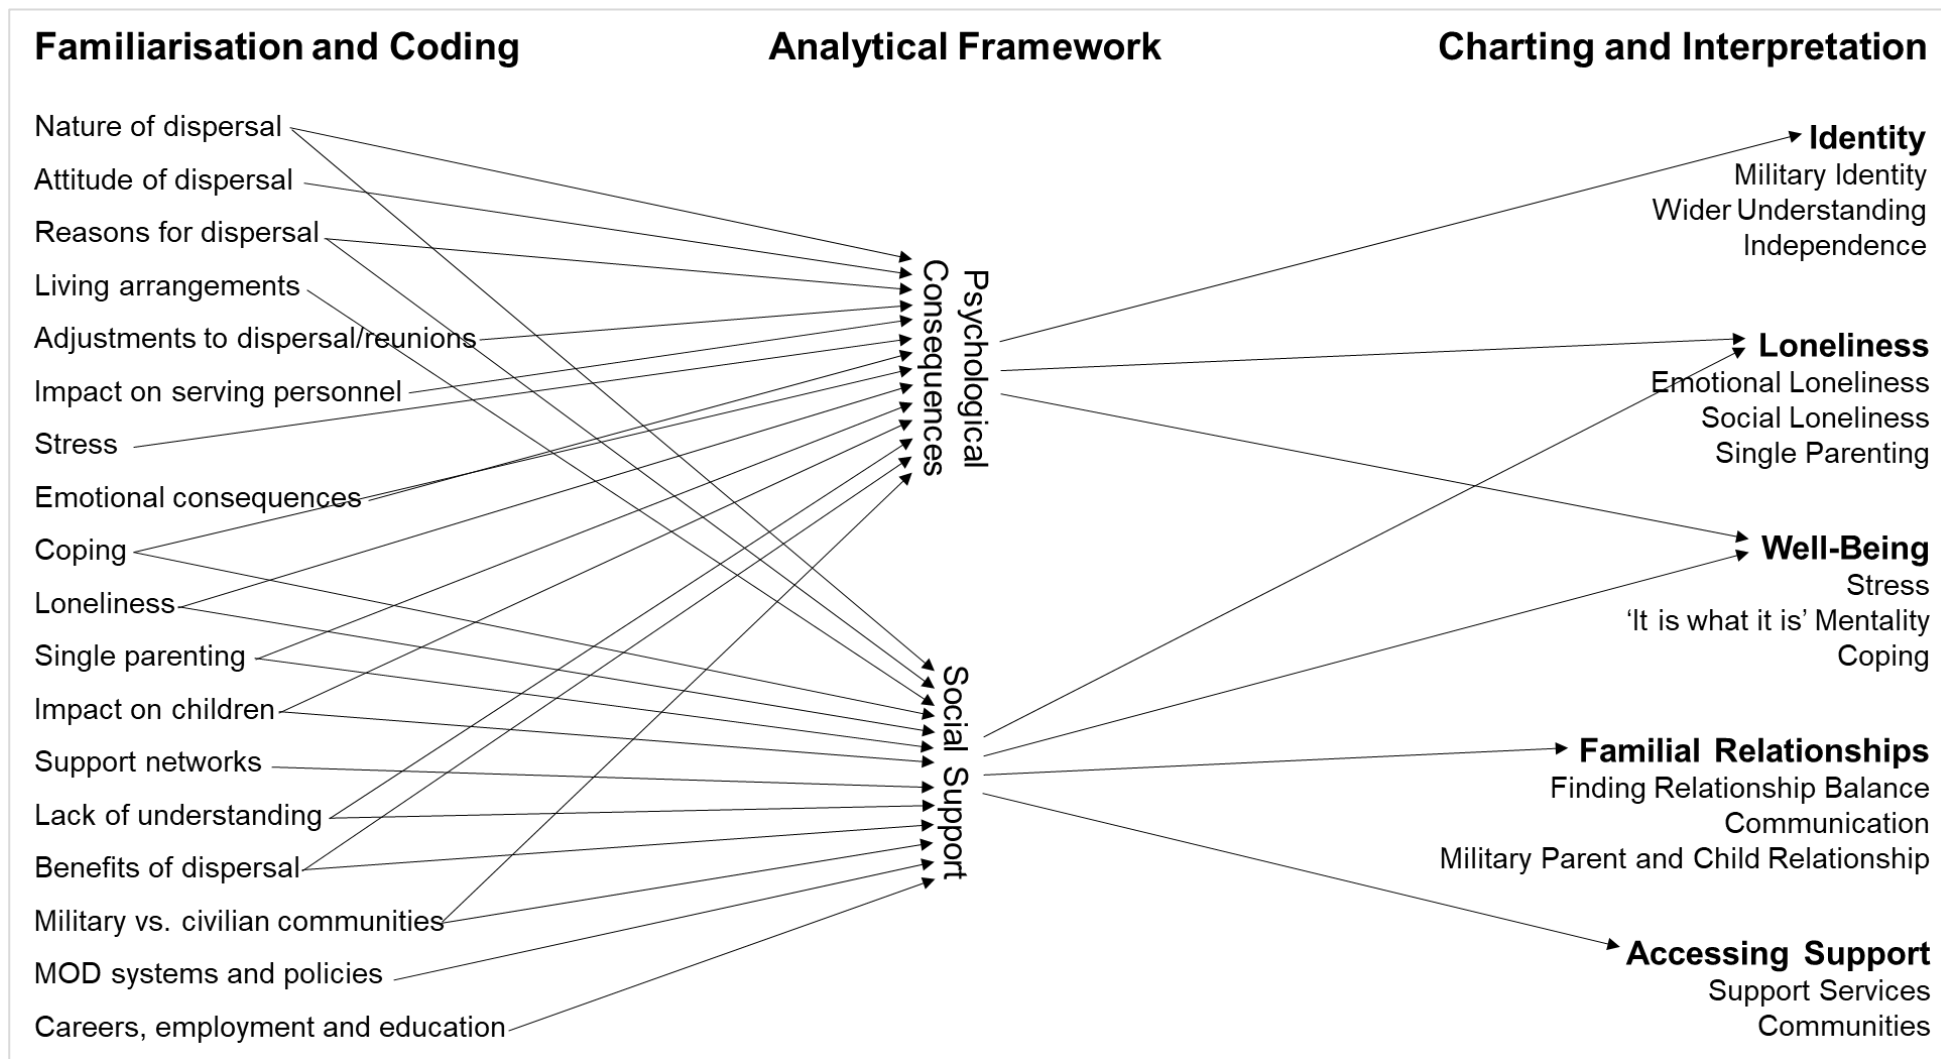 Familiarisation and Coding
Nature of dispersal
Attitude of dispersal
Reasons for dispersal
Living arrangements
Adjustments to dispersal/reunions
Impact on serving personnel
Stress
Emotional consequences
Coping
Loneliness
Single parenting
Impact on children
Support networks
Lack of understanding
Benefits of dispersal
Military vs. civilian communities
MOD systems and policies
Careers, employment and education
Analytical Framework
Psychological
Consequences
Social Support
Charting and Interpretation
Identity
Military Identity
Wider Understanding
Independence
Loneliness
Emotional Loneliness
Social Loneliness
Single Parenting
Well-Being
Stress
‘It is what it is’ Mentality
Coping
Familial Relationships
Finding Relationship Balance
Communication
Military Parent and Child Relationship
Accessing Support
Support Services
Communities